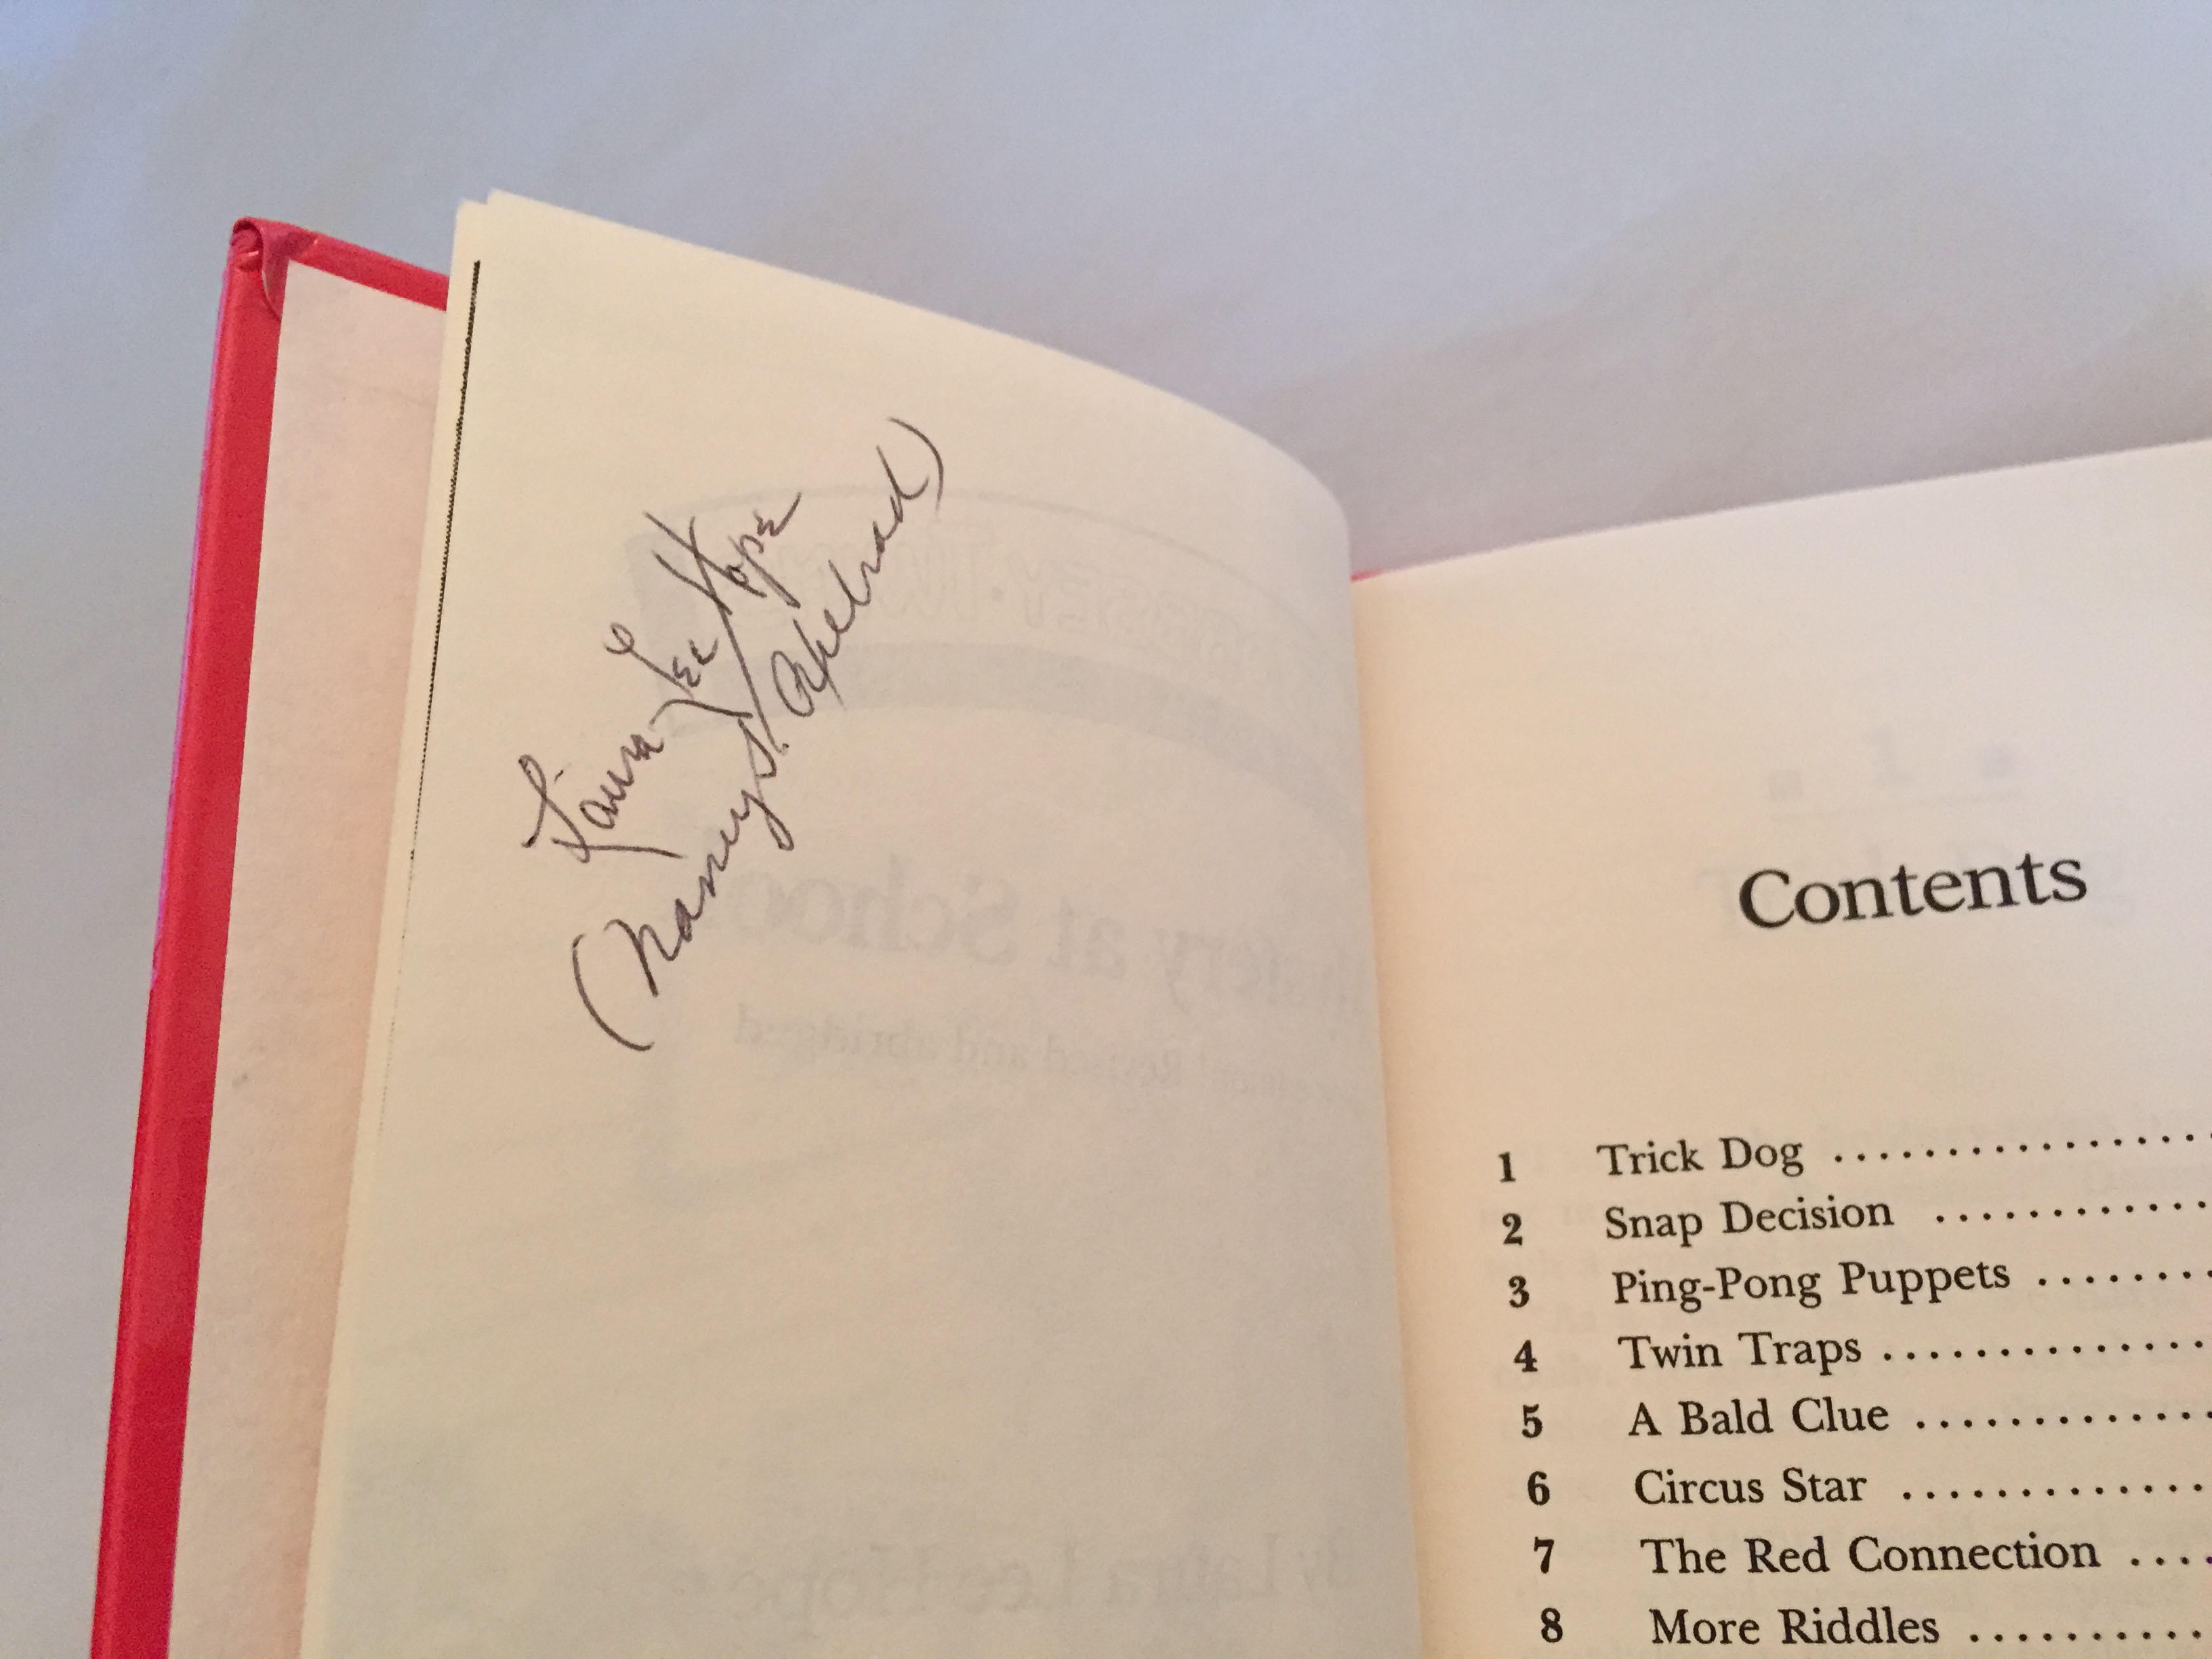 Laura Lee Hope
(Nancy S. Axelrad)
Contents
1 Trick Dog ................
2 Snap Decision ............
3 Ping-Pong Puppets ........
4 Twin Traps ..............
5 A Bald Clue .............
6 Circus Star .............
7 The Red Connection ....
8 More Riddles ..........